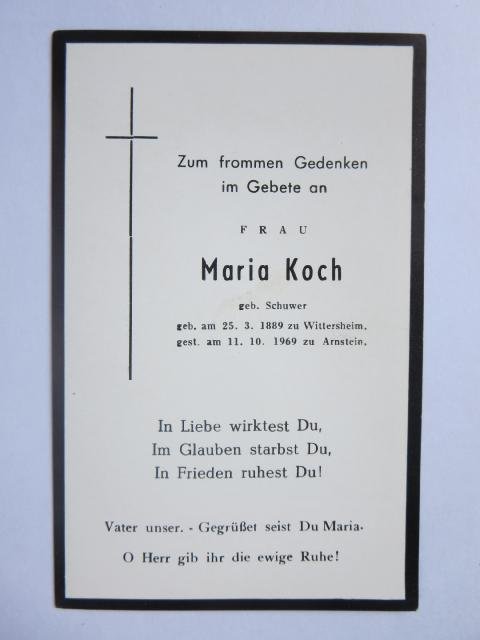 Zum frommen Gedenken
im Gebete an
FRAU
Maria Koch
geb. Schuwer
geb. am 25. 3. 1889 zu Wittersheim,
gest. am 11. 10. 1969 zu Arnstein,
In Liebe wirktest Du,
Im Glauben starbst Du,
In Frieden ruhest Du!
Vater unser. - Gegrüßet seist Du Maria.
O Herr gib ihr die ewige Ruhe!